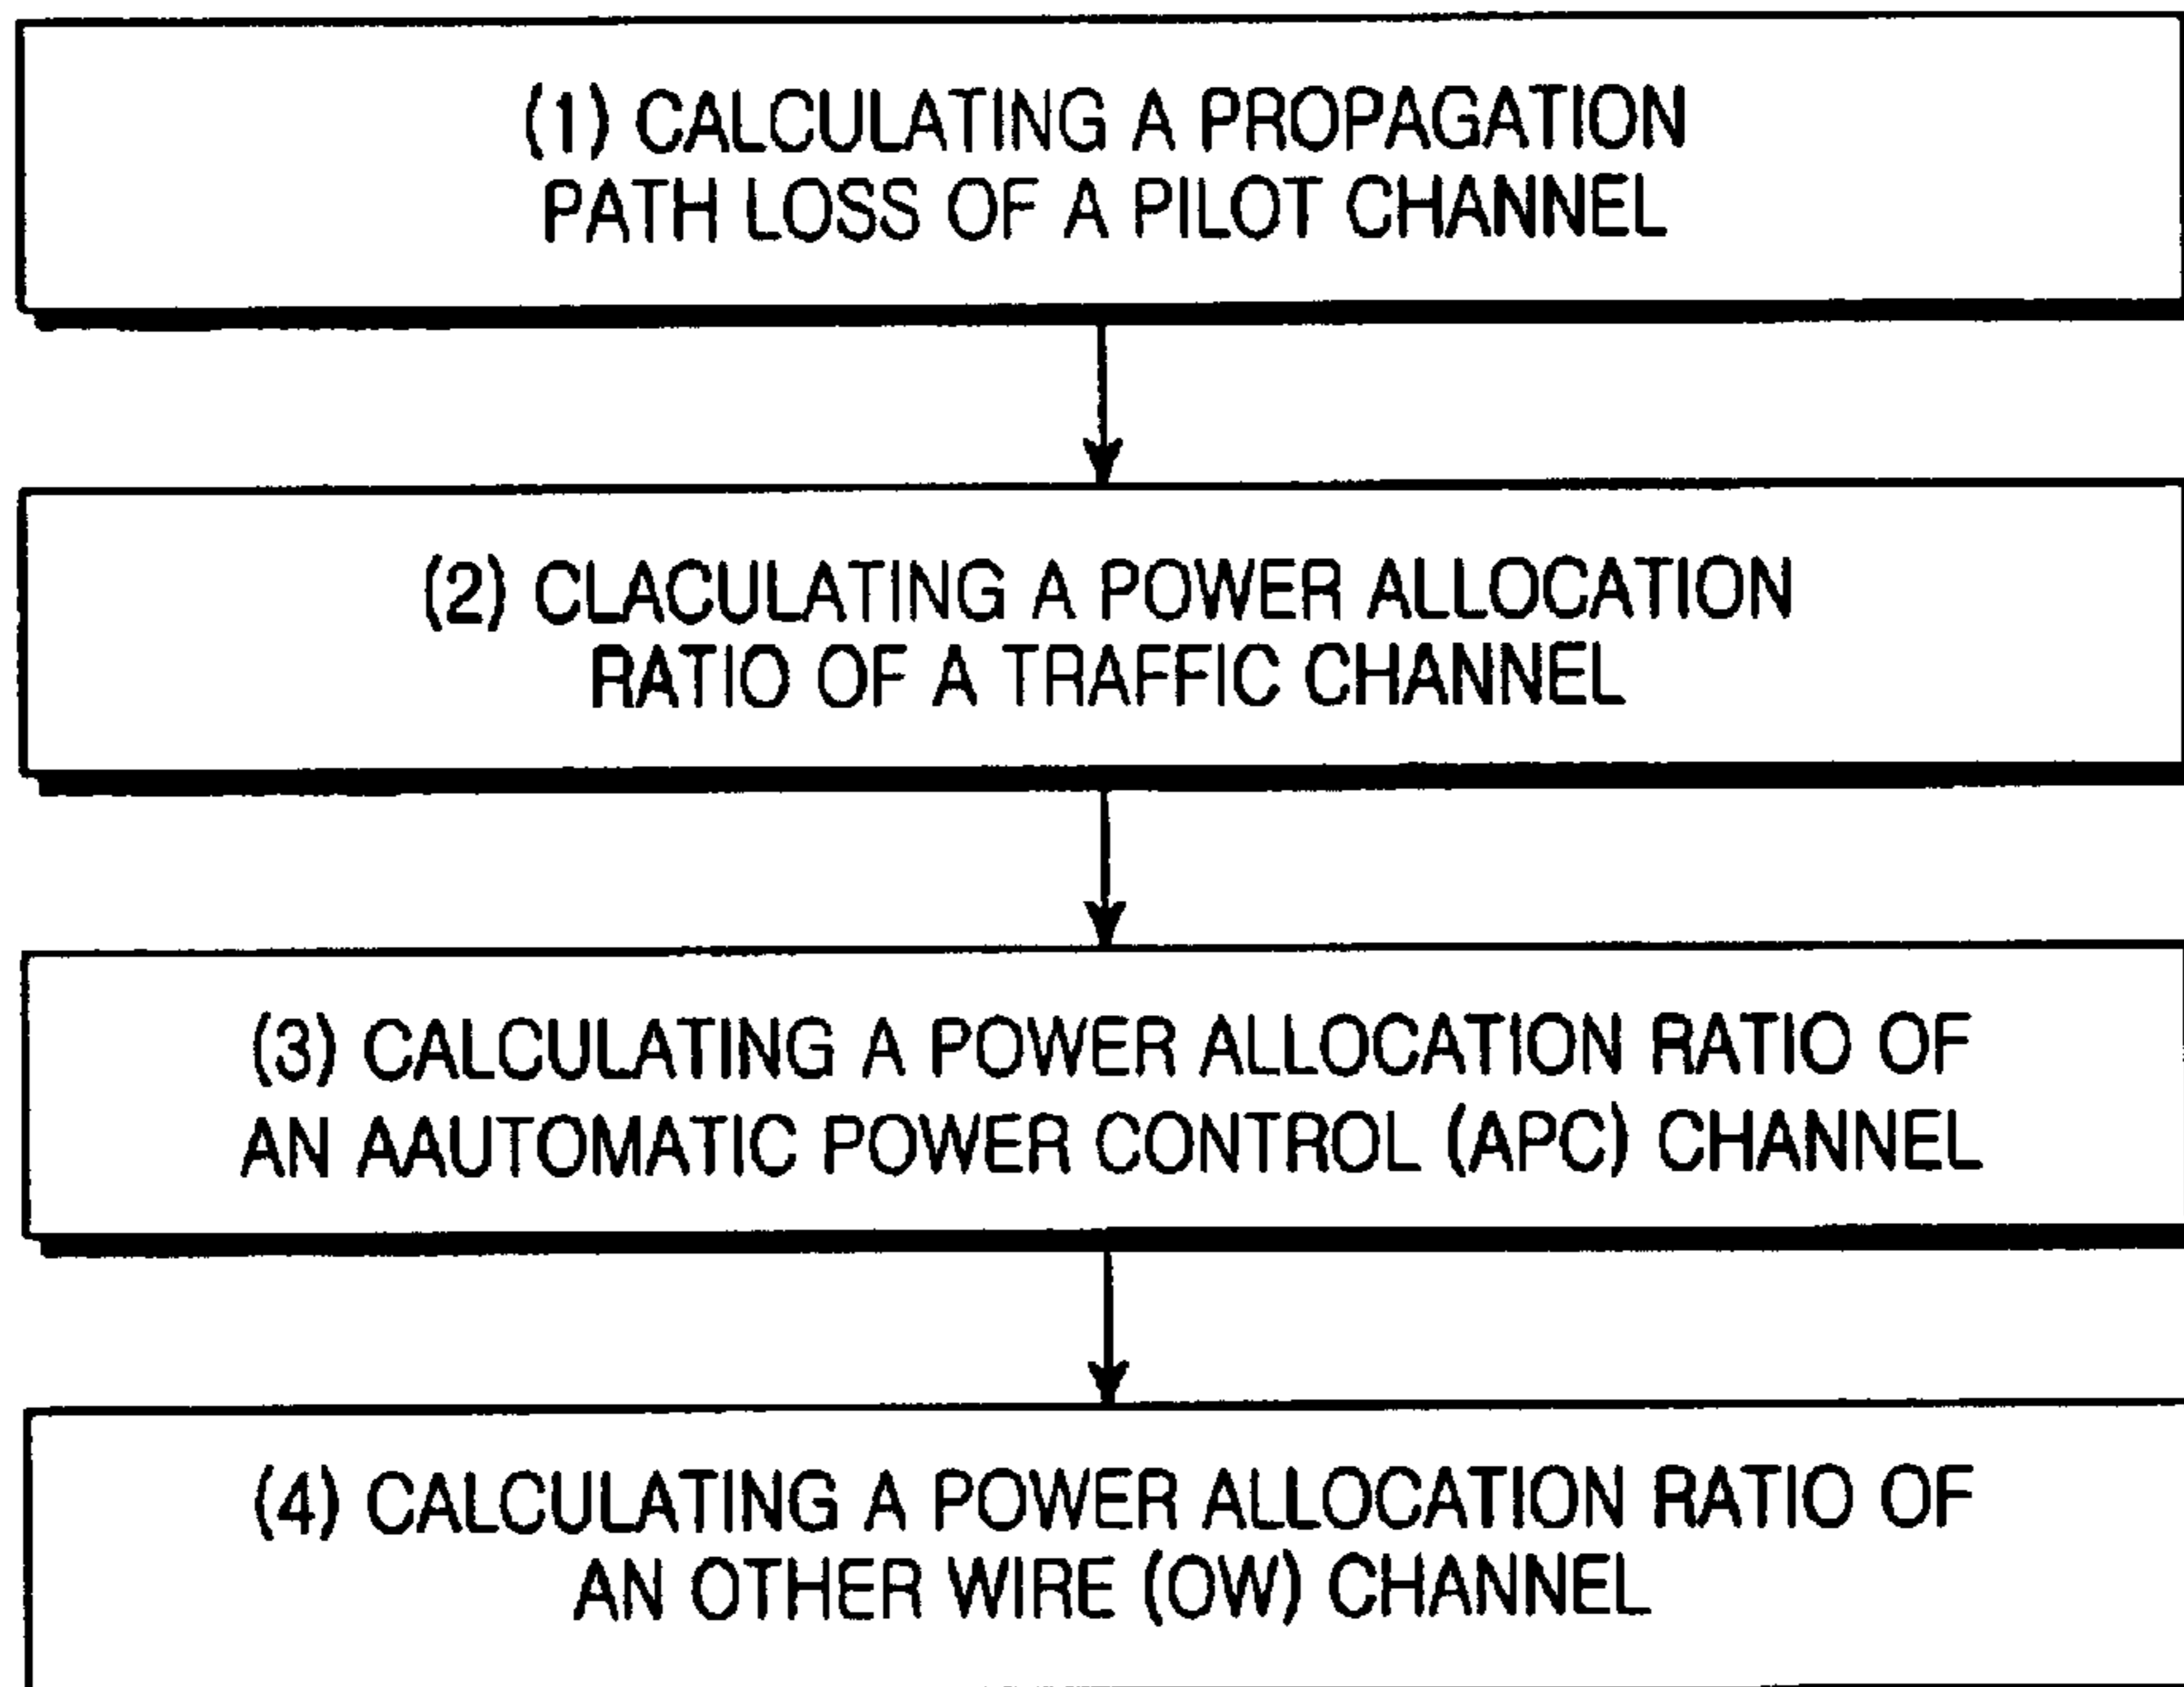 (1) CALCULATING A PROPAGATION
PATH LOSS OF A PILOT CHANNEL
(2) CLACULATING A POWER ALLOCATION
RATIO OF A TRAFFIC CHANNEL
(3) CALCULATING A POWER ALLOCATION RATIO OF
AN AAUTOMATIC POWER CONTROL (APC) CHANNEL
(4) CALCULATING A POWER ALLOCATION RATIO OF
AN OTHER WIRE (OW) CHANNEL